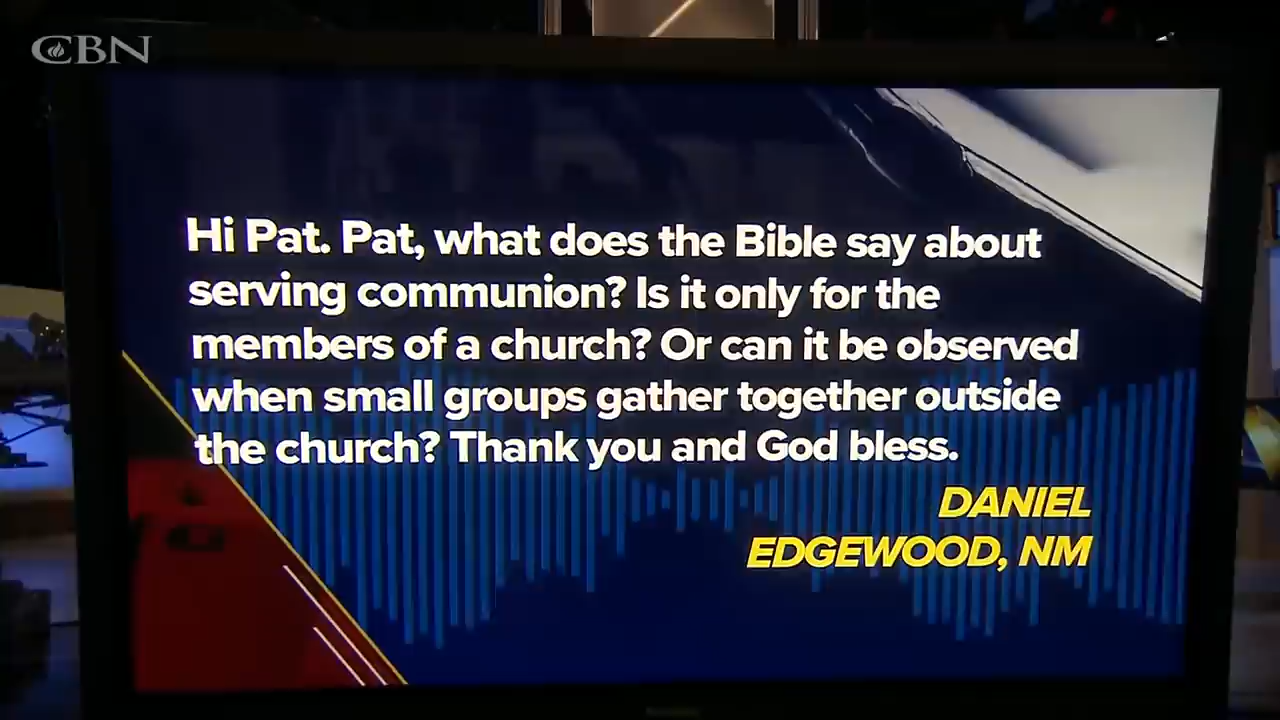 CBN
Hi Pat. Pat, what does the Bible say about
serving communion? Is it only for the
members of a church? Or can it be observed
when small groups gather together outside
the church? Thank you and God bless.
DANIEL
EDGEWOOD, NM